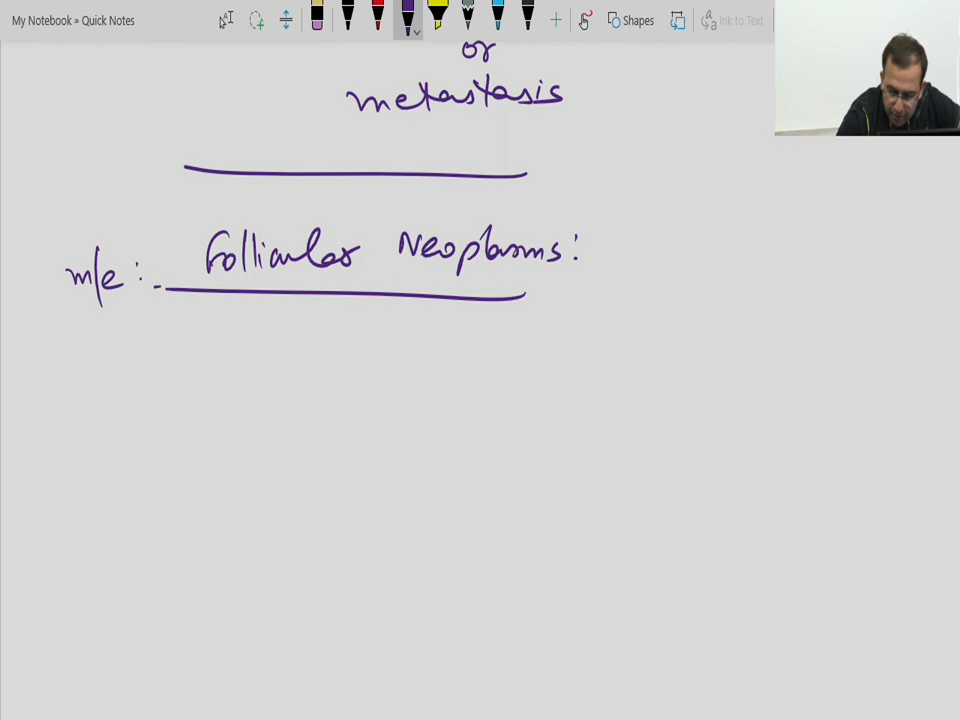 My Notebook » Quick Notes
Shapes
Ink to Text
or
metastasis
Follicular Neoplasms:
m/e :-